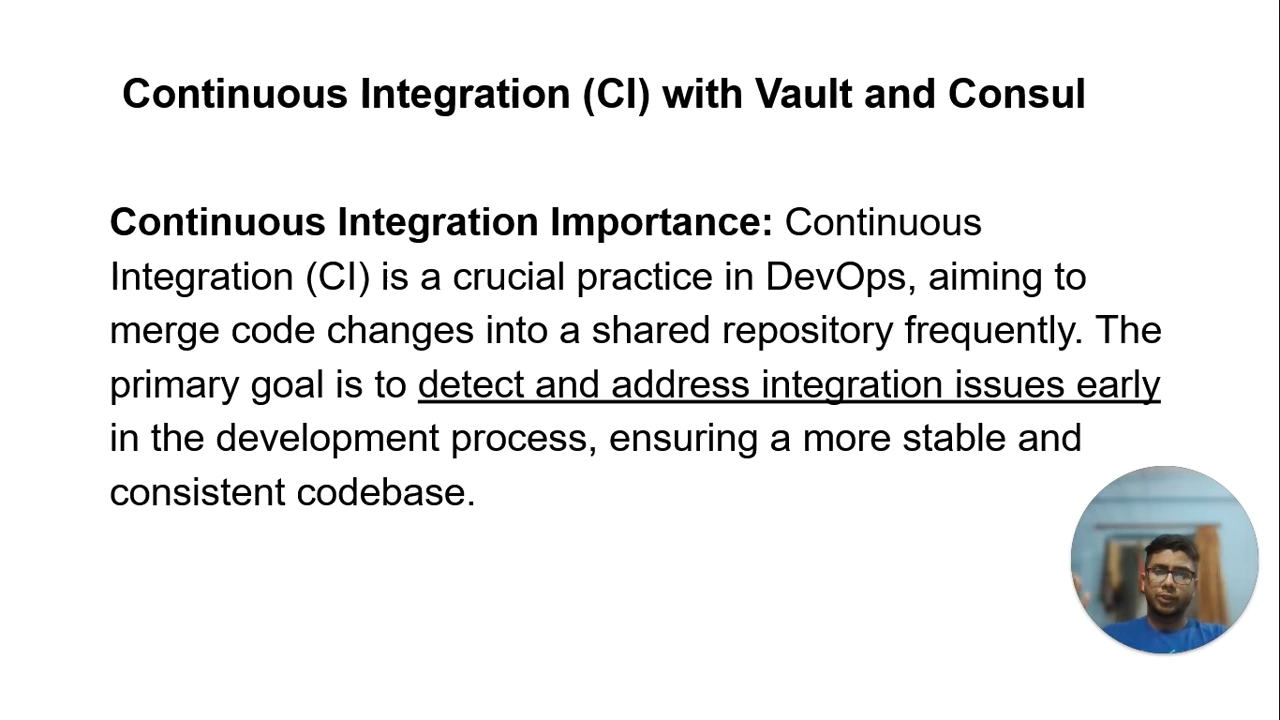 Continuous Integration (CI) with Vault and Consul
Continuous Integration Importance: Continuous
Integration (CI) is a crucial practice in DevOps, aiming to
merge code changes into a shared repository frequently. The
primary goal is to detect and address integration issues early
in the development process, ensuring a more stable and
consistent codebase.